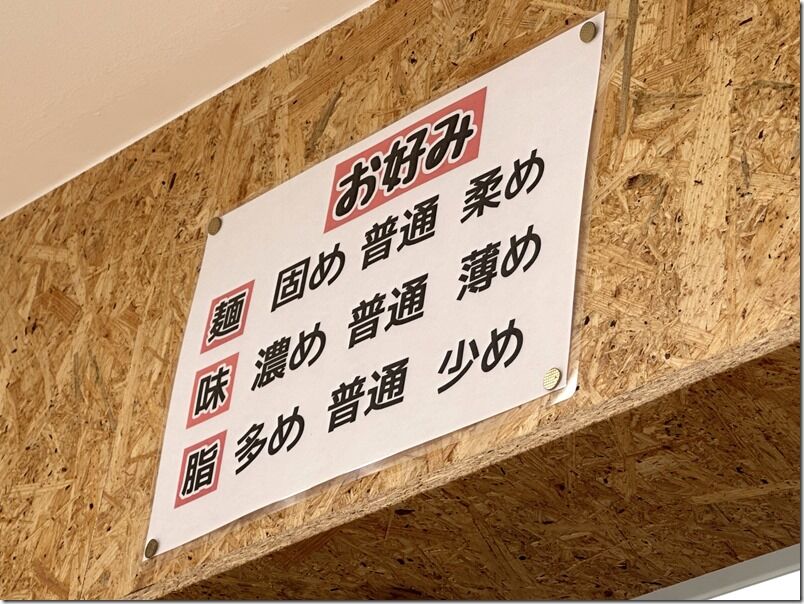 お好み
麺 固め 普通 柔め
味 濃め 普通 薄め
脂 多め 普通 少め